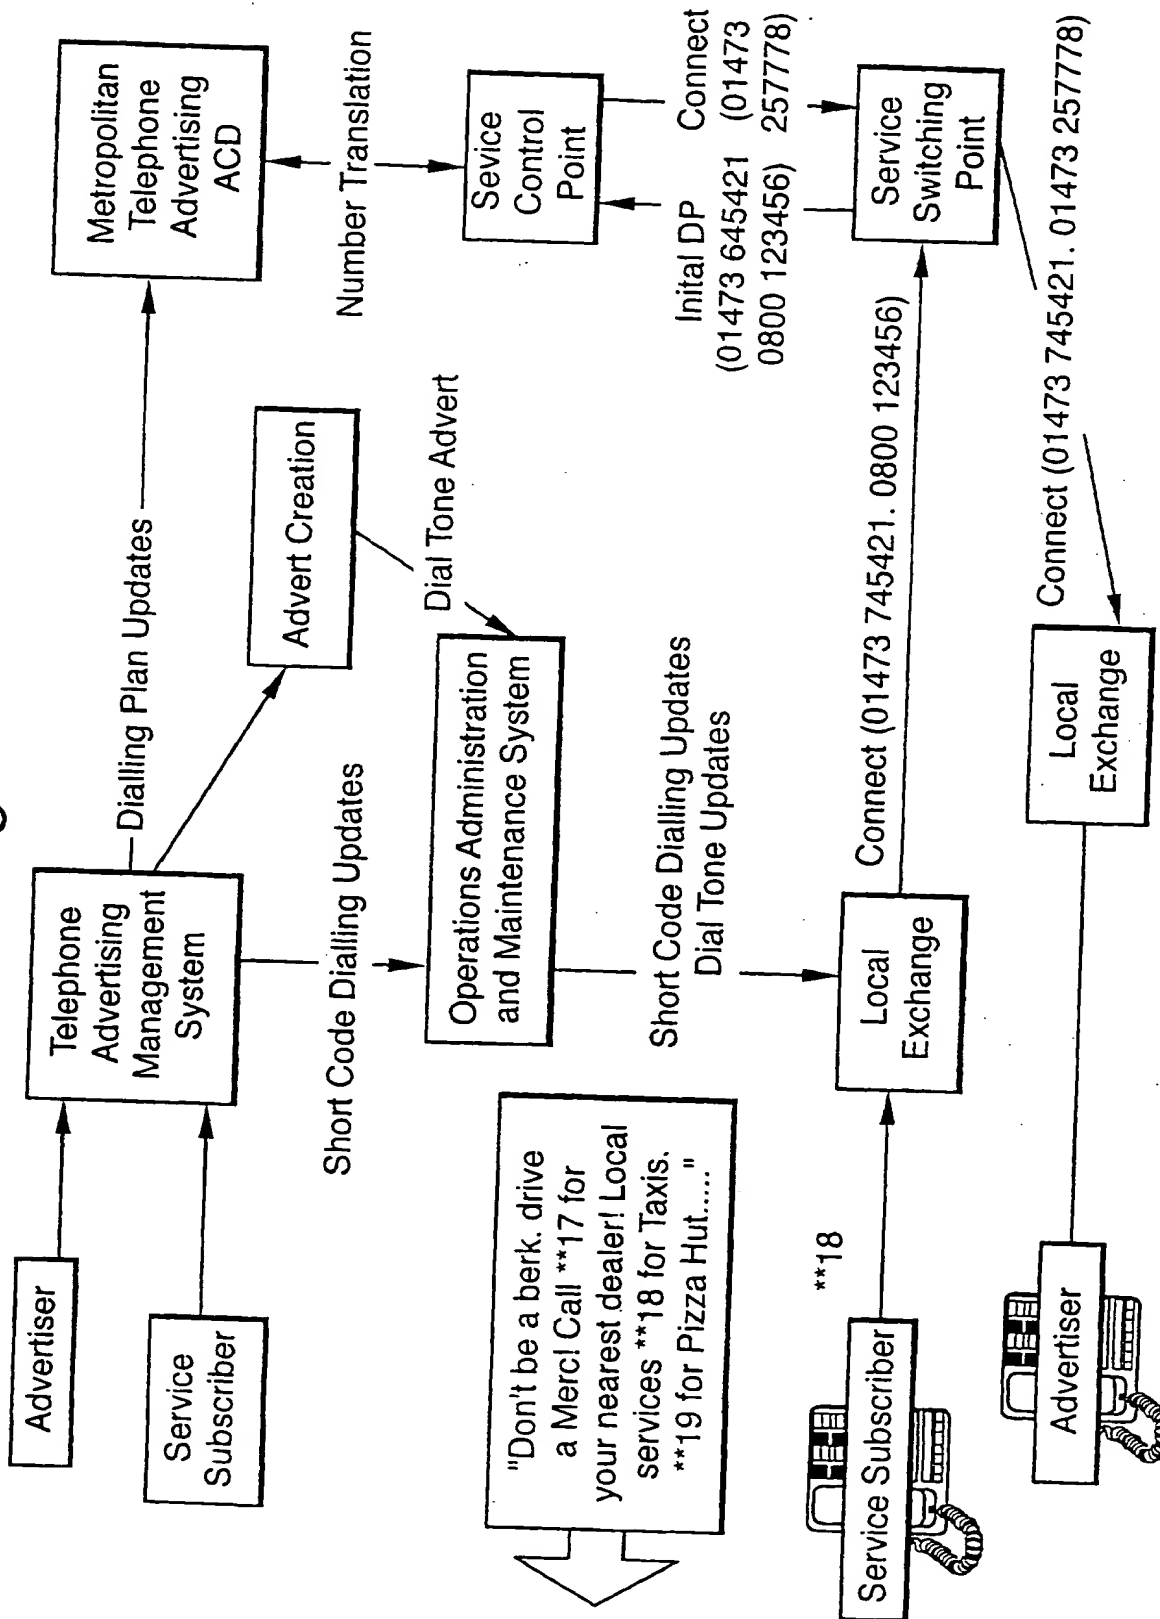 Advertiser
Service
Subscriber
Telephone
Advertising
Management
System
Dialling Plan Updates
Metropolitan
Telephone
Advertising
ACD
Advert Creation
Number Translation
Short Code Dialling Updates
Dial Tone Advert
Operations Administration
and Maintenance System
Sevice
Control
Point
"Don't be a berk. drive
a Merc! Call **17 for
your nearest dealer! Local
services **18 for Taxis.
**19 for Pizza Hut....."
Short Code Dialling Updates
Dial Tone Updates
Inital DP
(01473 645421
0800 123456)
Connect
(01473
257778)
Service Subscriber
**18
Local
Exchange
Connect (01473 745421. 0800 123456)
Service
Switching
Point
Advertiser
Local
Exchange
Connect (01473 745421. 01473 257778)